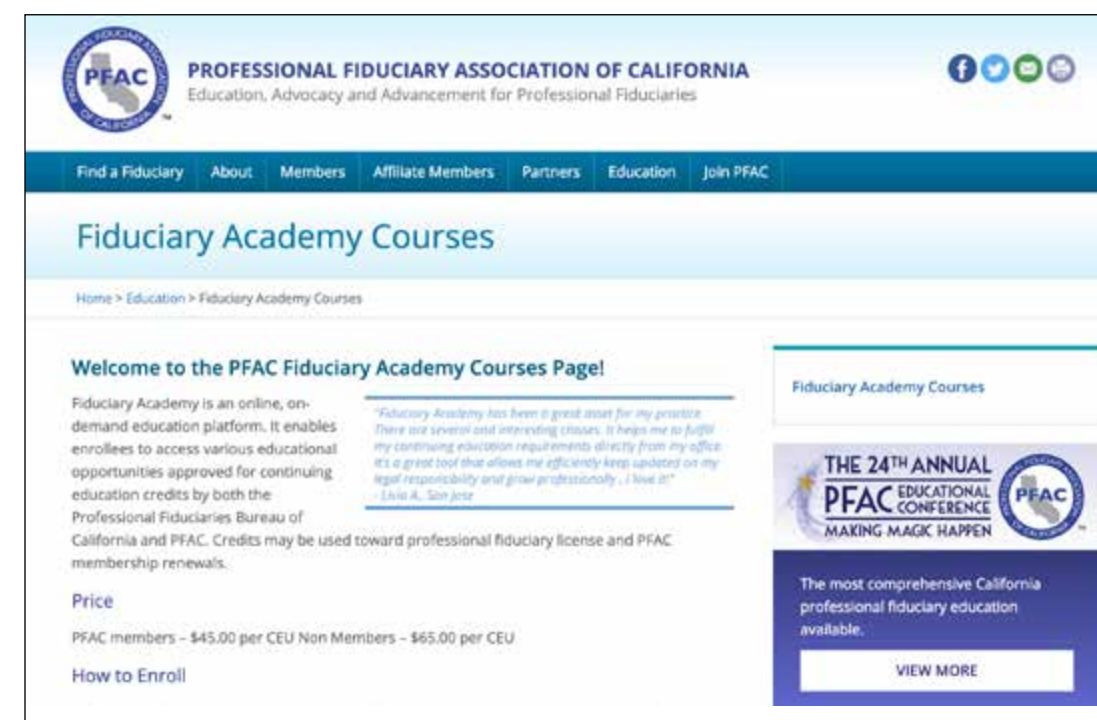 PROFESSIONAL FIDUCIARY ASSOCIATION
OF CALIFORNIA
PFAC
TM
PROFESSIONAL FIDUCIARY ASSOCIATION OF CALIFORNIA
Education, Advocacy and Advancement for Professional Fiduciaries
Find a Fiduciary About Members Affiliate Members Partners Education Join PFAC
Fiduciary Academy Courses
Home > Education > Fiduciary Academy Courses
Welcome to the PFAC Fiduciary Academy Courses Page!
Fiduciary Academy is an online, on-
demand education platform. It enables
enrollees to access various educational
opportunities approved for continuing
education credits by both the
Professional Fiduciaries Bureau of
California and PFAC. Credits may be used toward professional fiduciary license and PFAC
membership renewals.
"Fiduciary Academy has been a great asset for my practice.
There are several and interesting classes. It helps me to fulfill
my continuing education requirements directly from my office.
It's a great tool that allows me efficiently keep updated on my
legal responsibility and grow professionally , I love it!"
- Livia A., San Jose
Price
PFAC members – $45.00 per CEU Non Members – $65.00 per CEU
How to Enroll
Fiduciary Academy Courses
THE 24TH ANNUAL
PFAC EDUCATIONAL
CONFERENCE
MAKING MAGIC HAPPEN
PFAC
The most comprehensive California
professional fiduciary education
available.
VIEW MORE